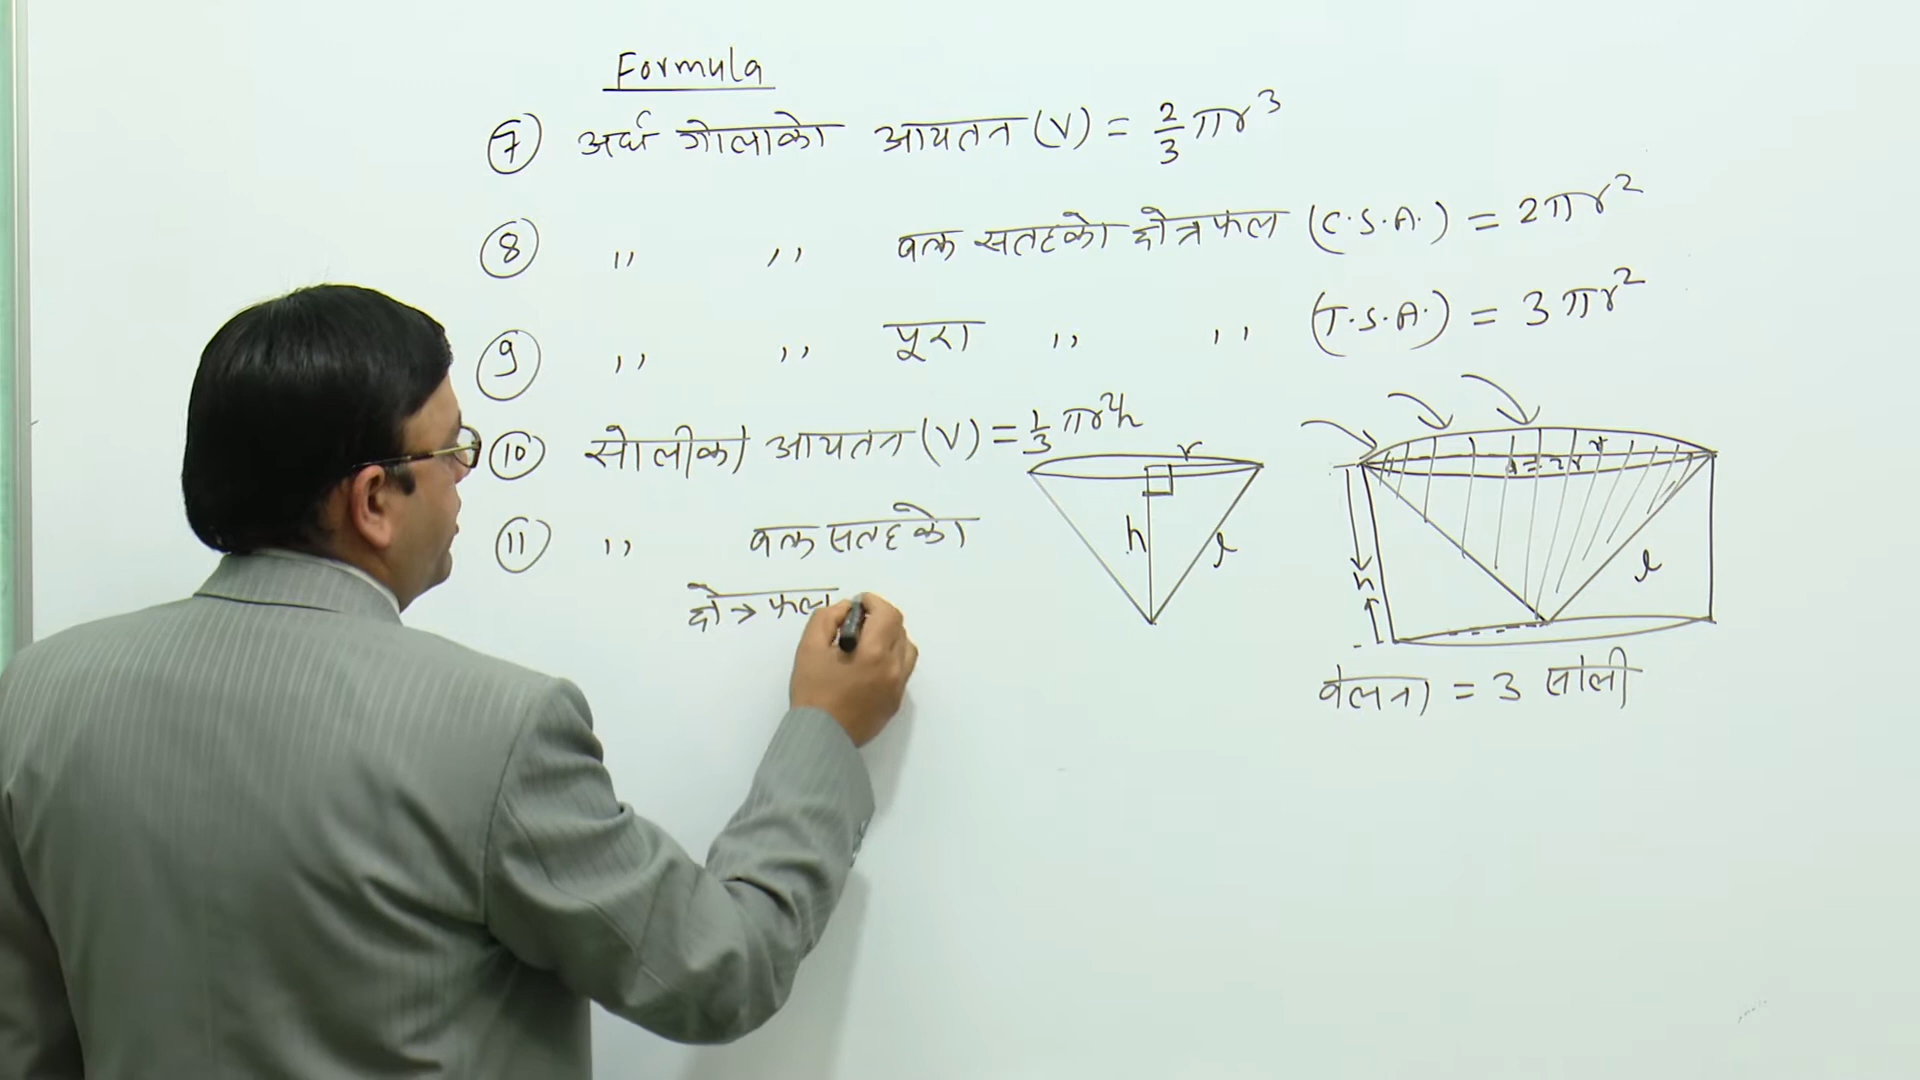 Formula
⑦ अर्ध गोलाको आयतन (V) = 2/3 πr³
⑧ ,, ,, वक्र सतहको क्षेत्रफल (C.S.A.) = 2πr²
⑨ ,, ,, पूरा ,, ,, (T.S.A.) = 3πr²
⑩ सोलीको आयतन (V) = 1/3 πr²h
⑪ ,, वक्र सतहको
क्षेत्रफल
r
h
l
r
d = 2r
h
l
वेलना = 3 सोली